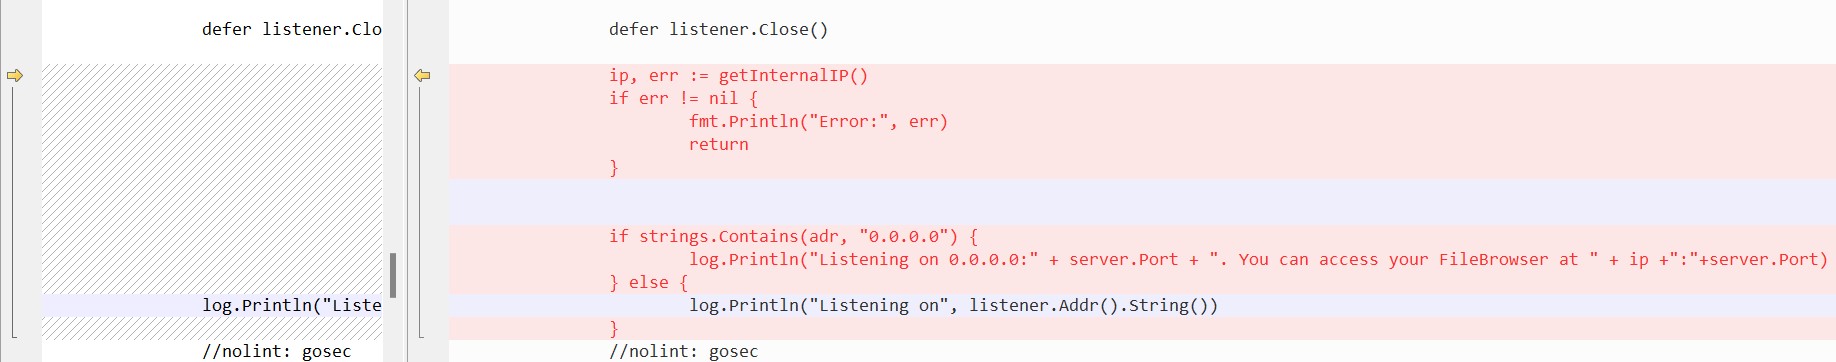 defer listener.Clo
log.Println("Liste
//nolint: gosec
defer listener.Close()
ip, err := getInternalIP()
if err != nil {
fmt.Println("Error:", err)
return
}
if strings.Contains(adr, "0.0.0.0") {
log.Println("Listening on 0.0.0.0:" + server.Port + ". You can access your FileBrowser at " + ip +":"+server.Port)
} else {
log.Println("Listening on", listener.Addr().String())
}
//nolint: gosec